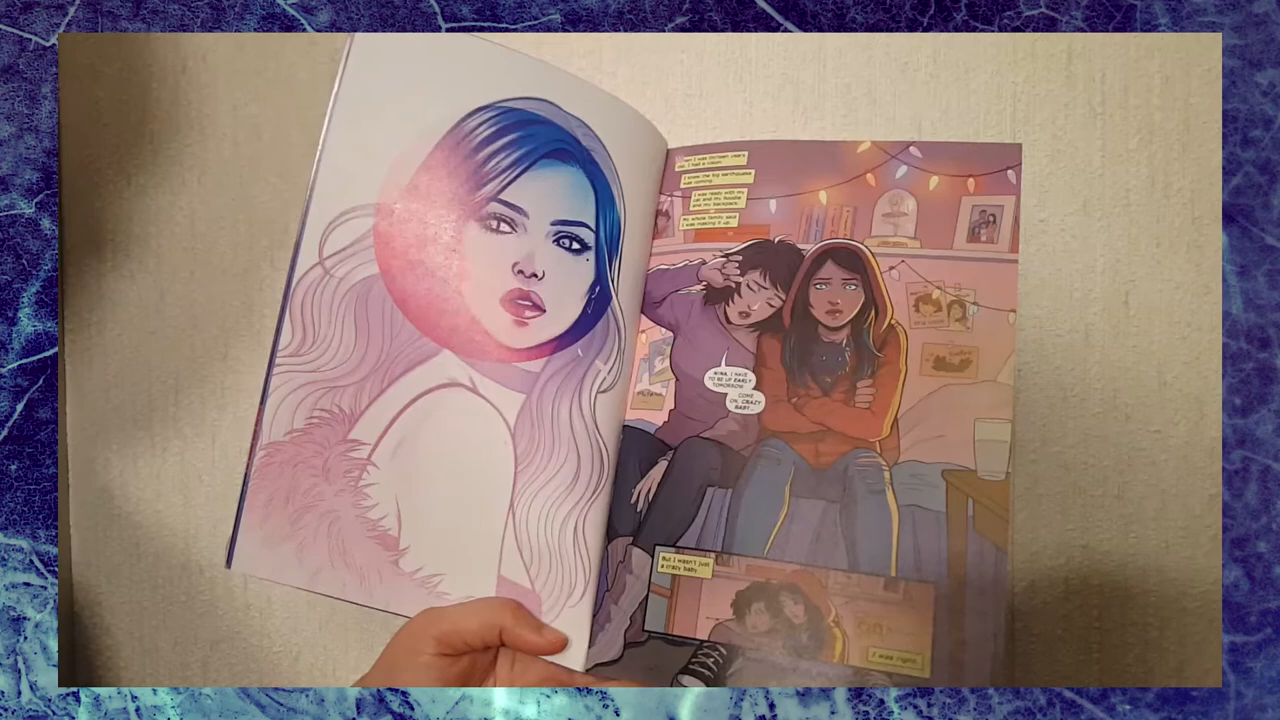 When I was thirteen years
old, I had a vision.
I knew the big earthquake
was coming.
I was ready with my
car and my hoodie
and my backpack.
My whole family said
I was making it up.
NINA, I HAVE
TO BE UP EARLY
TOMORROW.
COME
ON, CRAZY
BABY...
But I wasn't just
a crazy baby.
I was right.